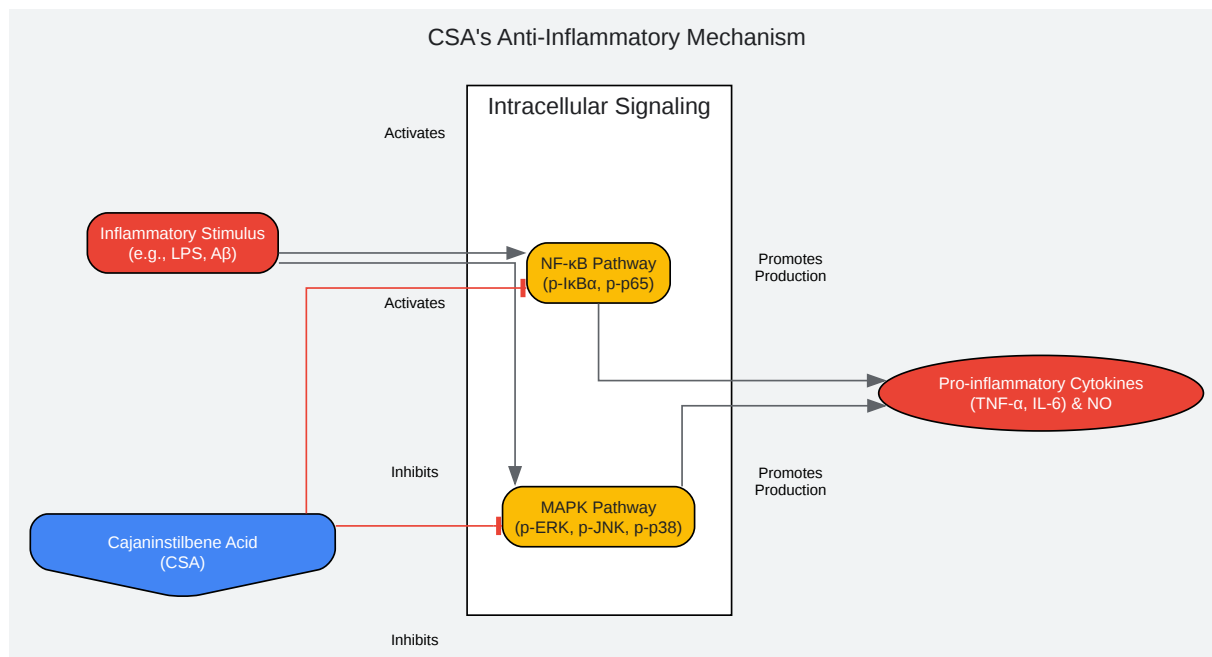 CSA's Anti-Inflammatory Mechanism
Intracellular Signaling
Activates
Inflammatory Stimulus
(e.g., LPS, Aβ)
NF-κB Pathway
(p-IκBα, p-p65)
Promotes
Production
Activates
Pro-inflammatory Cytokines
(TNF-α, IL-6) & NO
Inhibits
Promotes
Production
MAPK Pathway
(p-ERK, p-JNK, p-p38)
Cajaninstilbene Acid
(CSA)
Inhibits